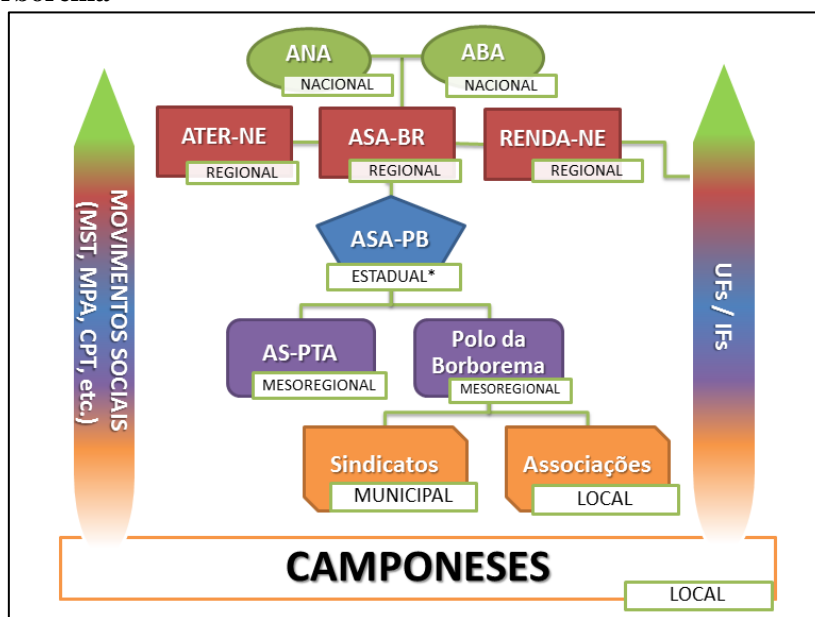 ANA
NACIONAL
ABA
NACIONAL
ATER-NE
REGIONAL
ASA-BR
REGIONAL
RENDA-NE
REGIONAL
ASA-PB
ESTADUAL*
AS-PTA
MESOREGIONAL
Polo da
Borborema
MESOREGIONAL
Sindicatos
MUNICIPAL
Associações
LOCAL
MOVIMENTOS SOCIAIS
(MST, MPA, CPT, etc.)
UFs / IFs
CAMPONESES
LOCAL